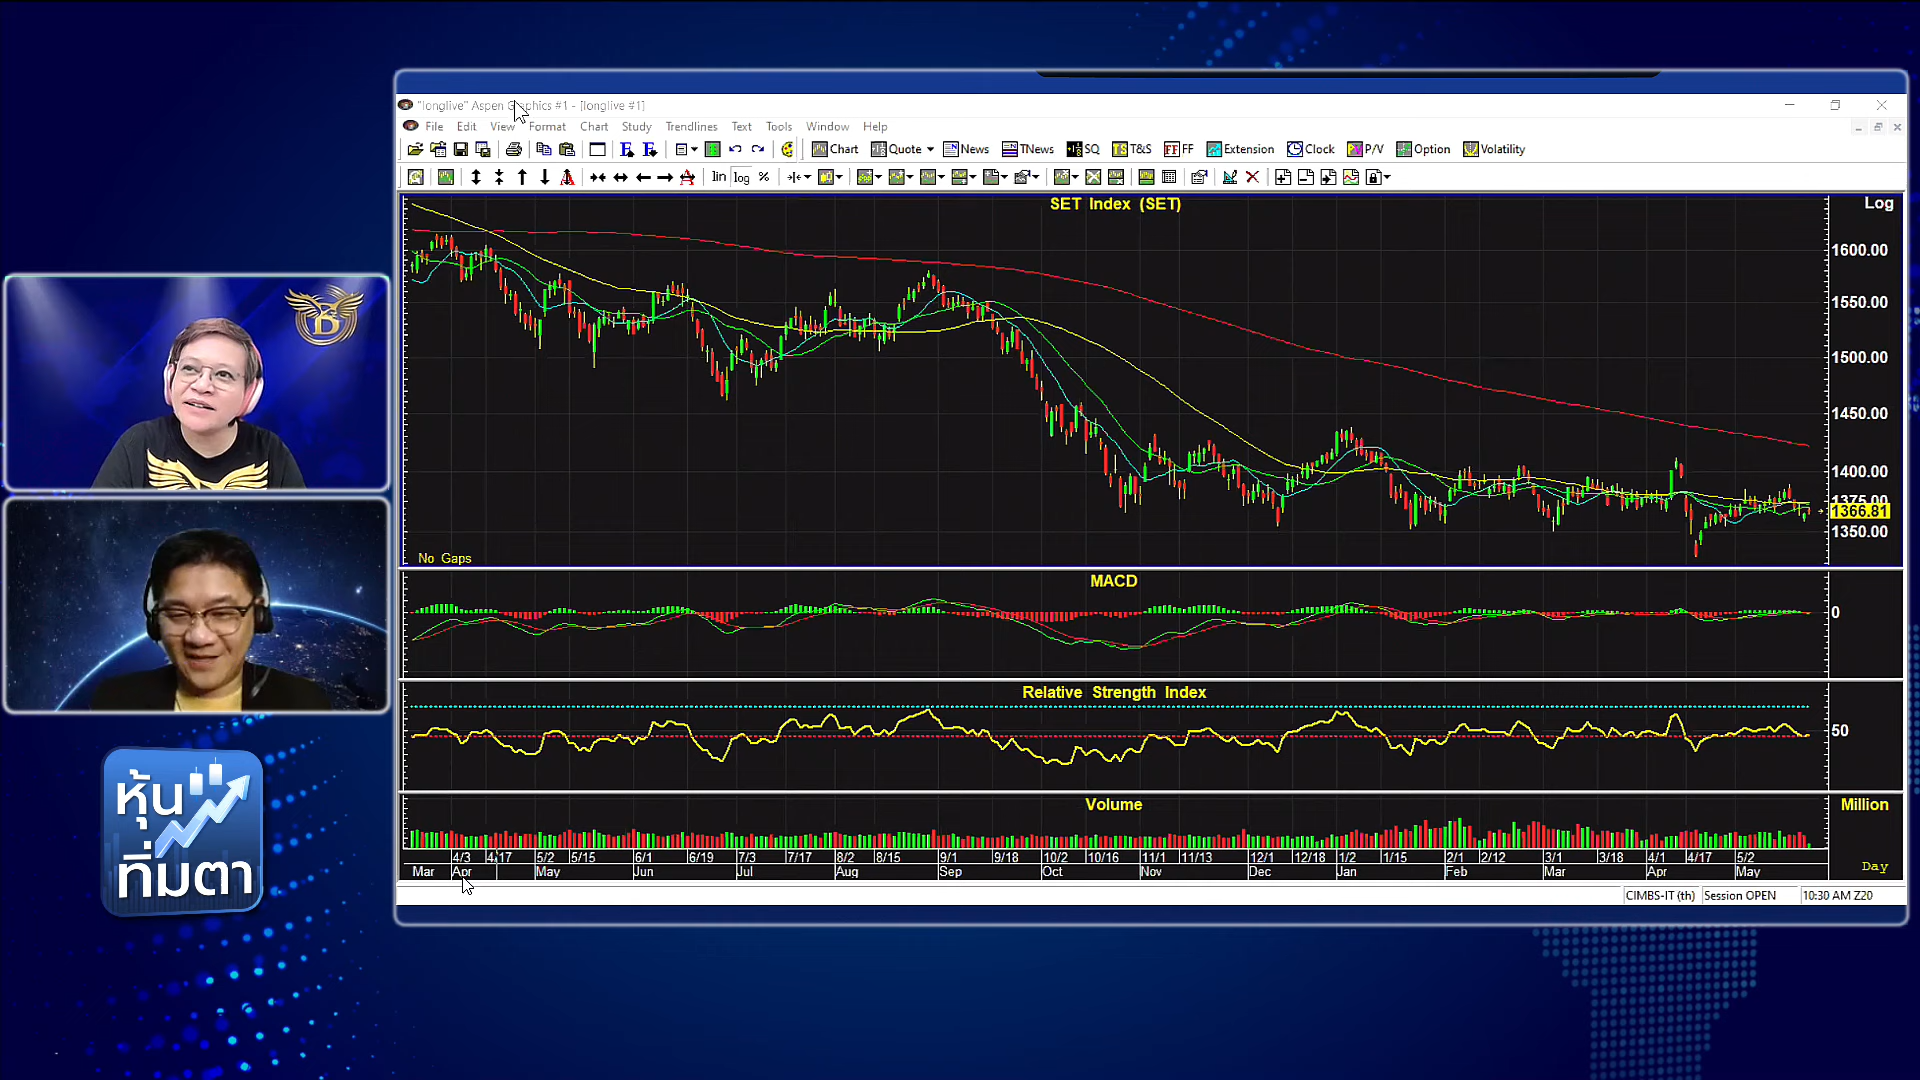 "longlive" Aspen Graphics #1 - [longlive #1]
File Edit View Format Chart Study Trendlines Text Tools Window Help
Chart Quote News TNews SQ T&S FF Extension Clock P/V Option Volatility
lin log %
SET Index (SET)
Log
1600.00
1550.00
1500.00
1450.00
1400.00
1375.00
1366.81
1350.00
No Gaps
MACD
0
Relative Strength Index
50
Volume
Million
4/3 4/17 5/2 5/15 6/1 6/19 7/3 7/17 8/2 8/15 9/1 9/18 10/2 10/16 11/1 11/13 12/1 12/18 1/2 1/15 2/1 2/12 3/1 3/18 4/1 4/17 5/2
Mar Apr May Jun Jul Aug Sep Oct Nov Dec Jan Feb Mar Apr May
Day
CIMBS-IT (th) Session OPEN 10:30 AM Z20
หุ้น
ทิ่มตา